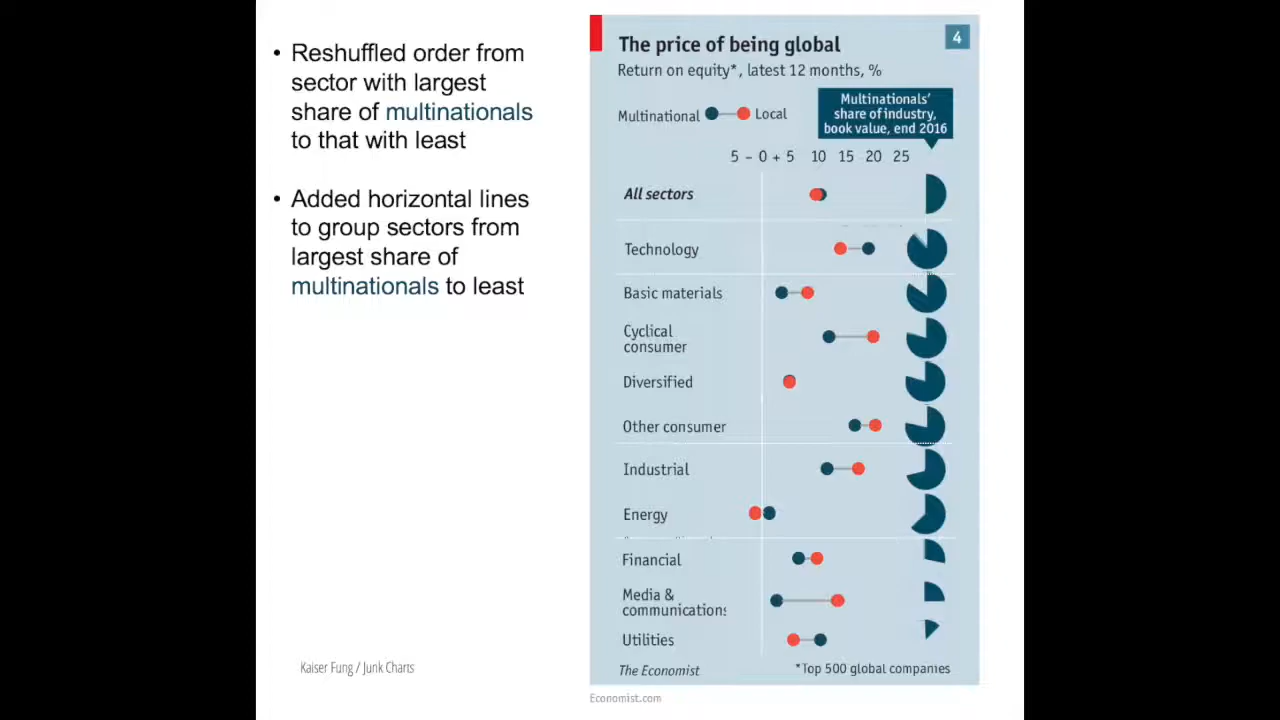 • Reshuffled order from
sector with largest
share of multinationals
to that with least
• Added horizontal lines
to group sectors from
largest share of
multinationals to least
Kaiser Fung / Junk Charts
The price of being global
4
Return on equity*, latest 12 months, %
Multinational
Local
Multinationals'
share of industry,
book value, end 2016
5 – 0 + 5 10 15 20 25
All sectors
Technology
Basic materials
Cyclical
consumer
Diversified
Other consumer
Industrial
Energy
Financial
Media &
communications
Utilities
The Economist
*Top 500 global companies
Economist.com